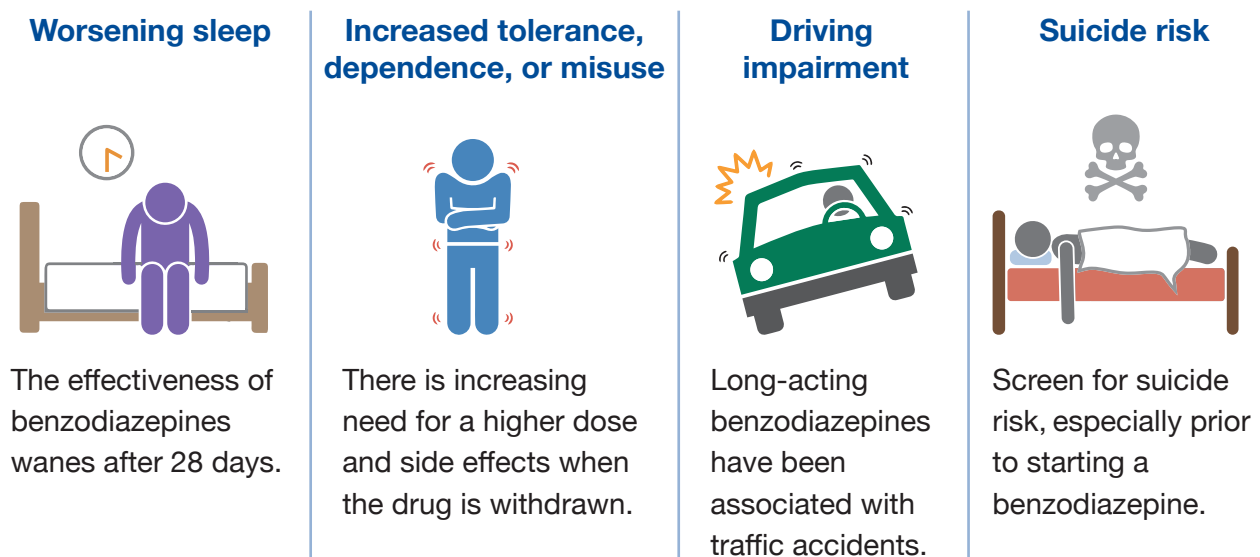 Worsening sleep
The effectiveness of
benzodiazepines
wanes after 28 days.
Increased tolerance,
dependence, or misuse
There is increasing
need for a higher dose
and side effects when
the drug is withdrawn.
Driving
impairment
Long-acting
benzodiazepines
have been
associated with
traffic accidents.
Suicide risk
Screen for suicide
risk, especially prior
to starting a
benzodiazepine.